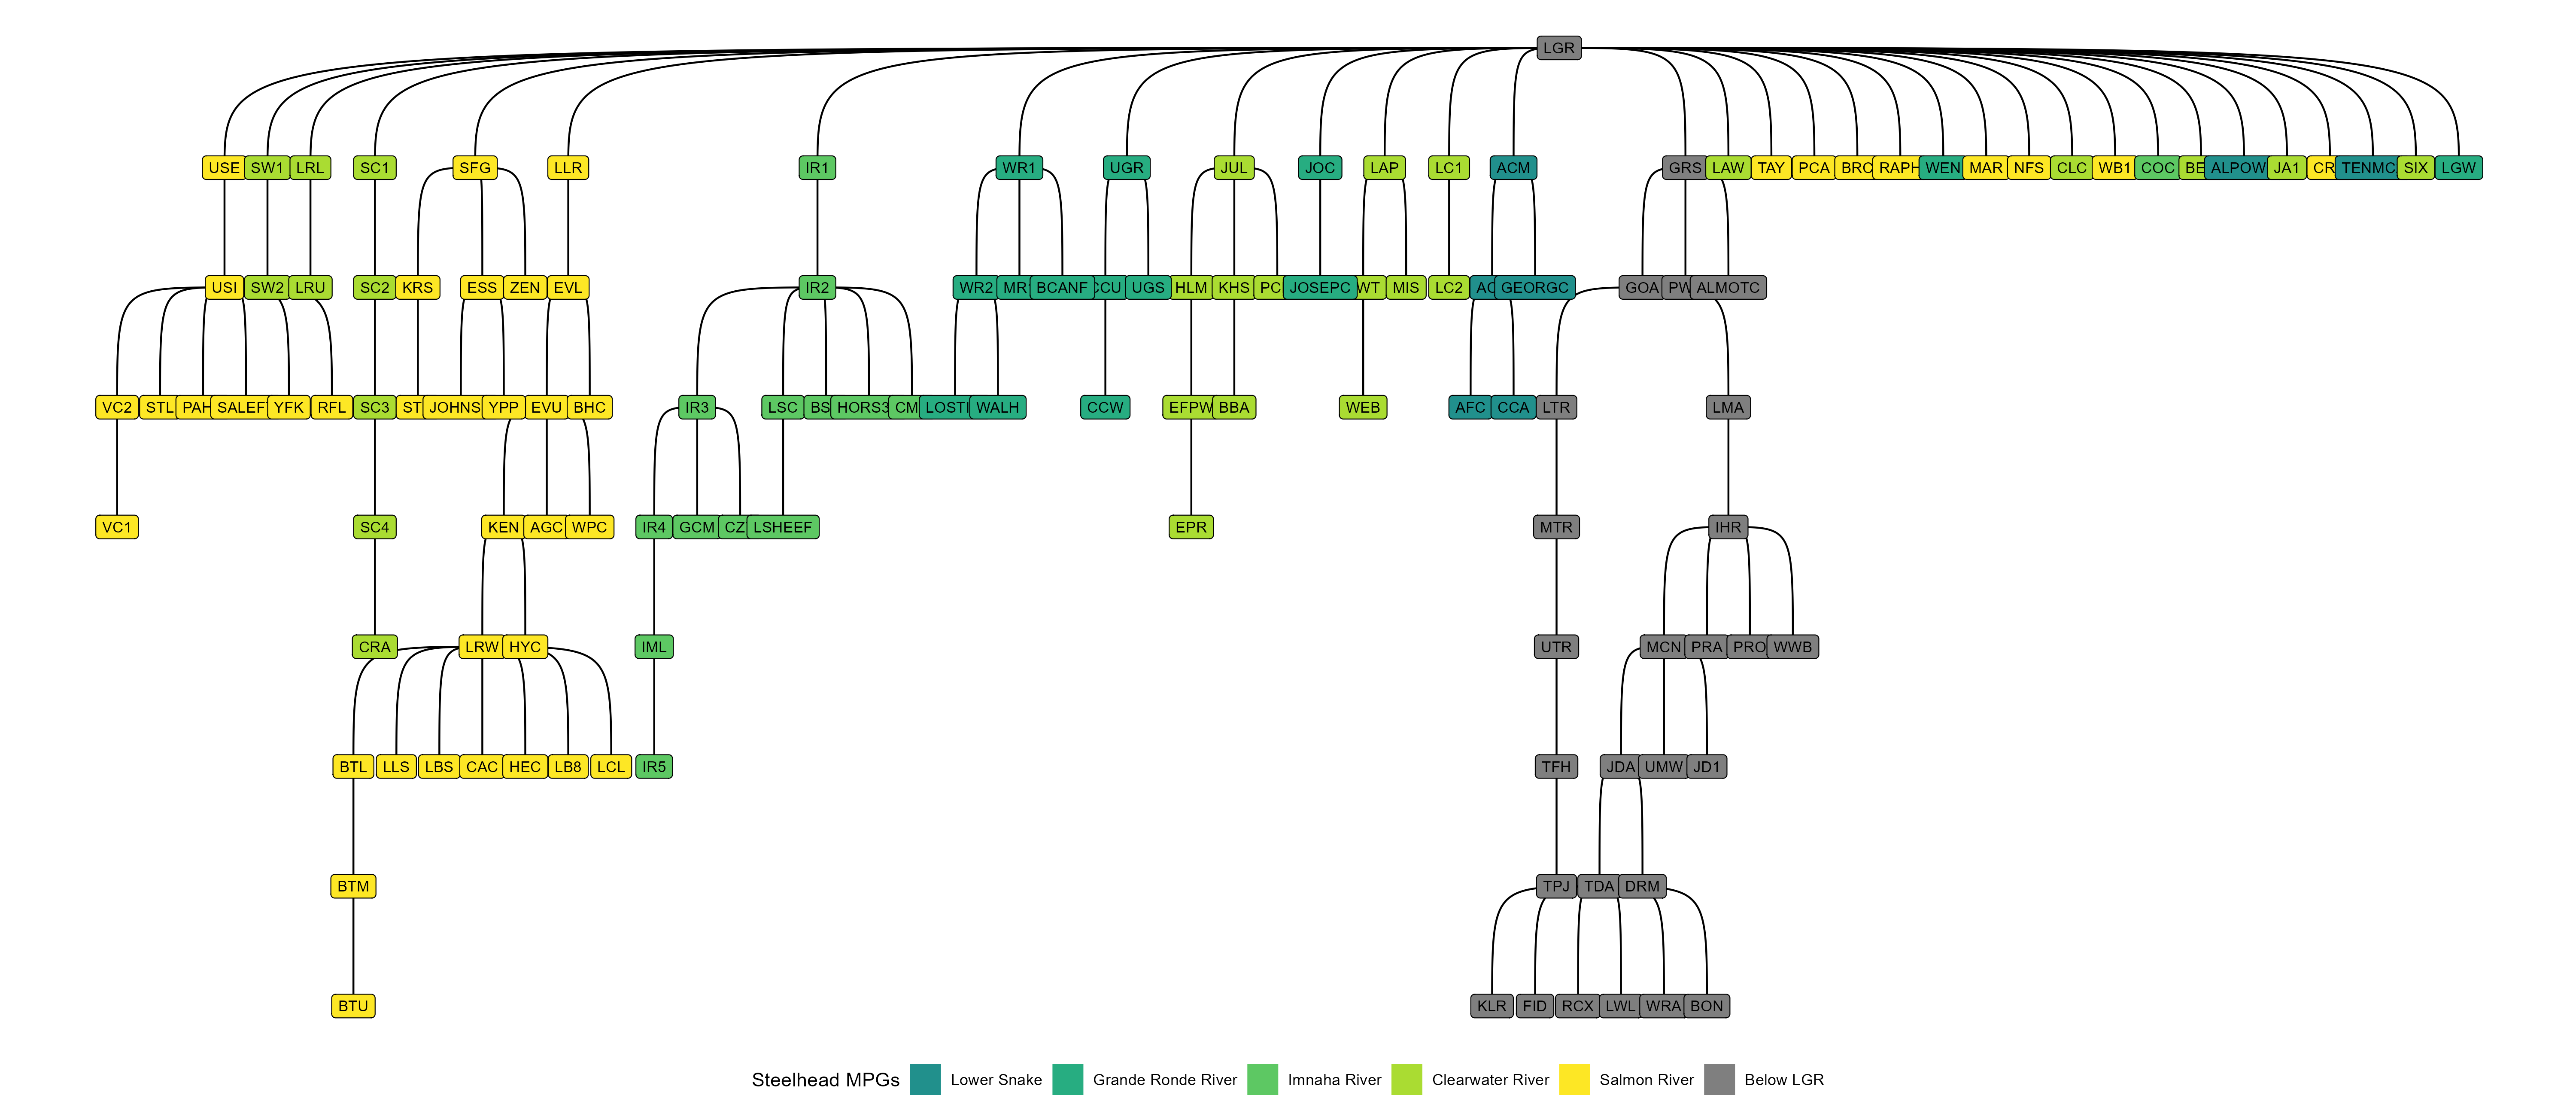 LGR
USE SW1 LRL SC1 SFG LLR IR1 WR1 UGR JUL JOC LAP LC1 ACM GRS LAW TAY PCA BRC RAPH WEN MAR NFS CLC WB1 COC BE ALPOW JA1 CR TENMC SIX LGW
USI SW2 LRU SC2 KRS ESS ZEN EVL IR2 WR2 MR BCANF CCU UGS HLM KHS PC JOSEPC WT MIS LC2 AC GEORGC GOA PW ALMOTC
VC2 STL PAH SALEF YFK RFL SC3 ST JOHNS YPP EVU BHC IR3 LSC BS HORS3 CM LOSTI WALH CCW EFPW BBA WEB AFC CCA LTR LMA
VC1 SC4 KEN AGC WPC IR4 GCM CZ LSHEEF EPR MTR IHR
CRA LRW HYC IML UTR MCN PRA PRO WWB
BTL LLS LBS CAC HEC LB8 LCL IR5 TFH JDA UMW JD1
BTM TPJ TDA DRM
BTU KLR FID RCX LWL WRA BON
Steelhead MPGs Lower Snake Grande Ronde River Imnaha River Clearwater River Salmon River Below LGR